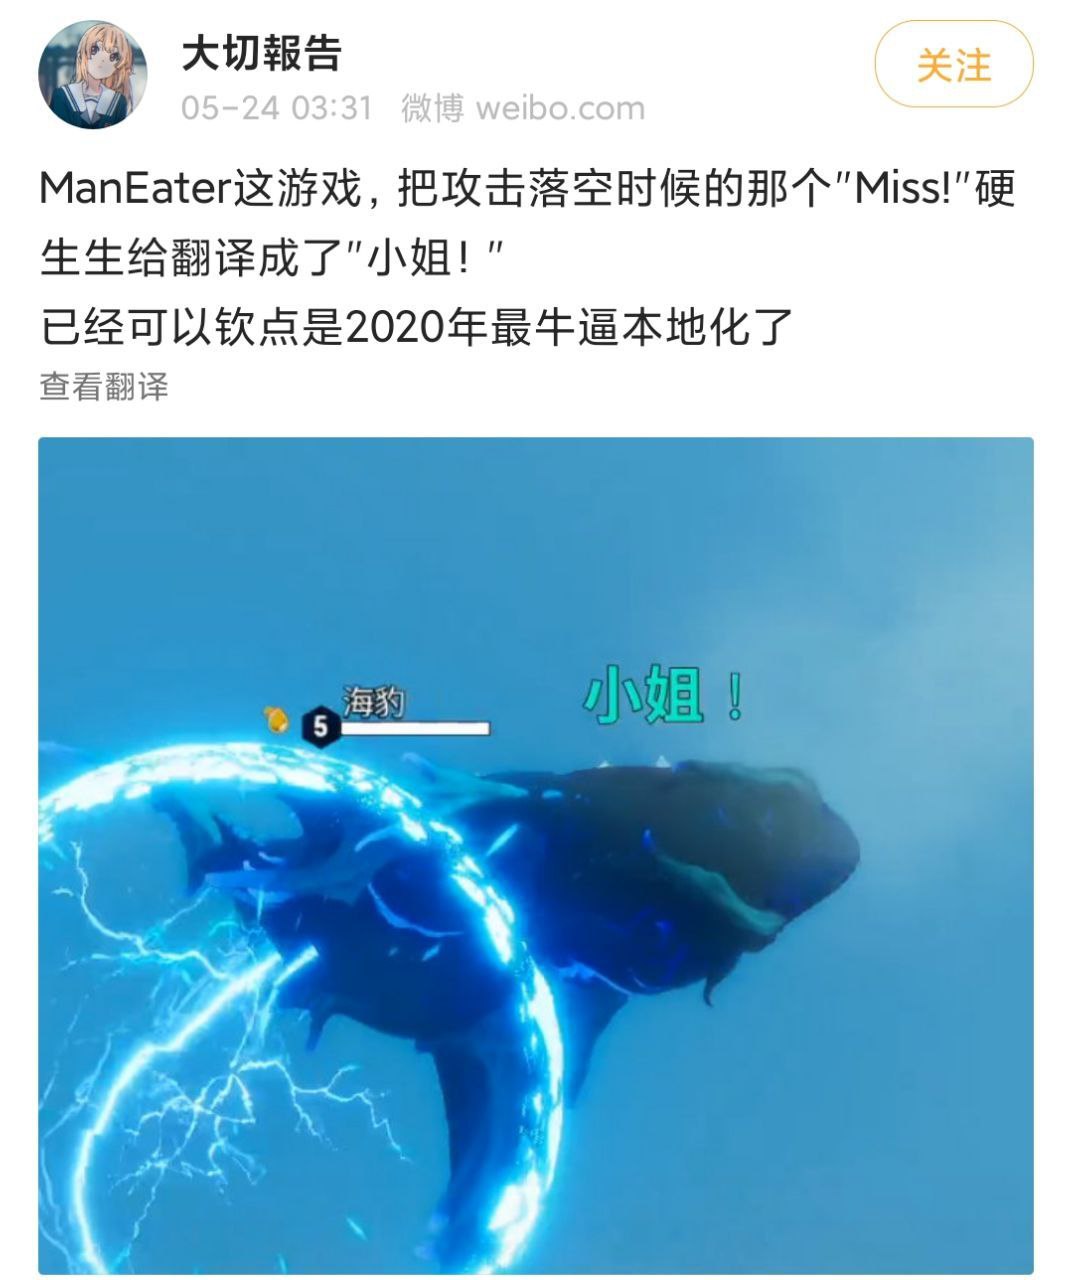 大切報告
关注
05-24 03:31 微博 weibo.com
ManEater这游戏，把攻击落空时候的那个"Miss!"硬
生生给翻译成了"小姐！"
已经可以钦点是2020年最牛逼本地化了
查看翻译
小姐！
海豹
5